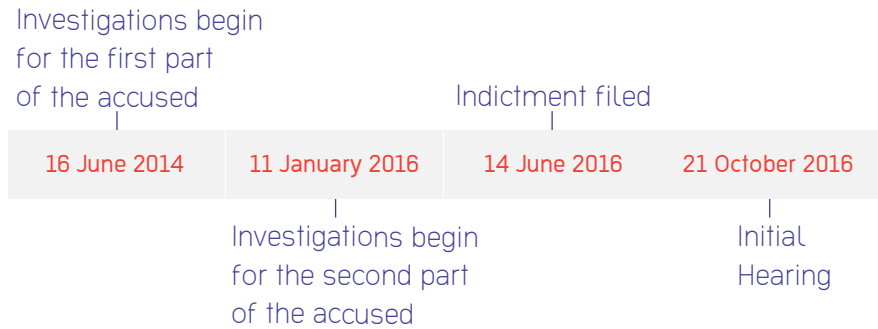 Investigations begin
for the first part
of the accused
Indictment filed
16 June 2014
11 January 2016
14 June 2016
21 October 2016
Investigations begin
for the second part
of the accused
Initial
Hearing